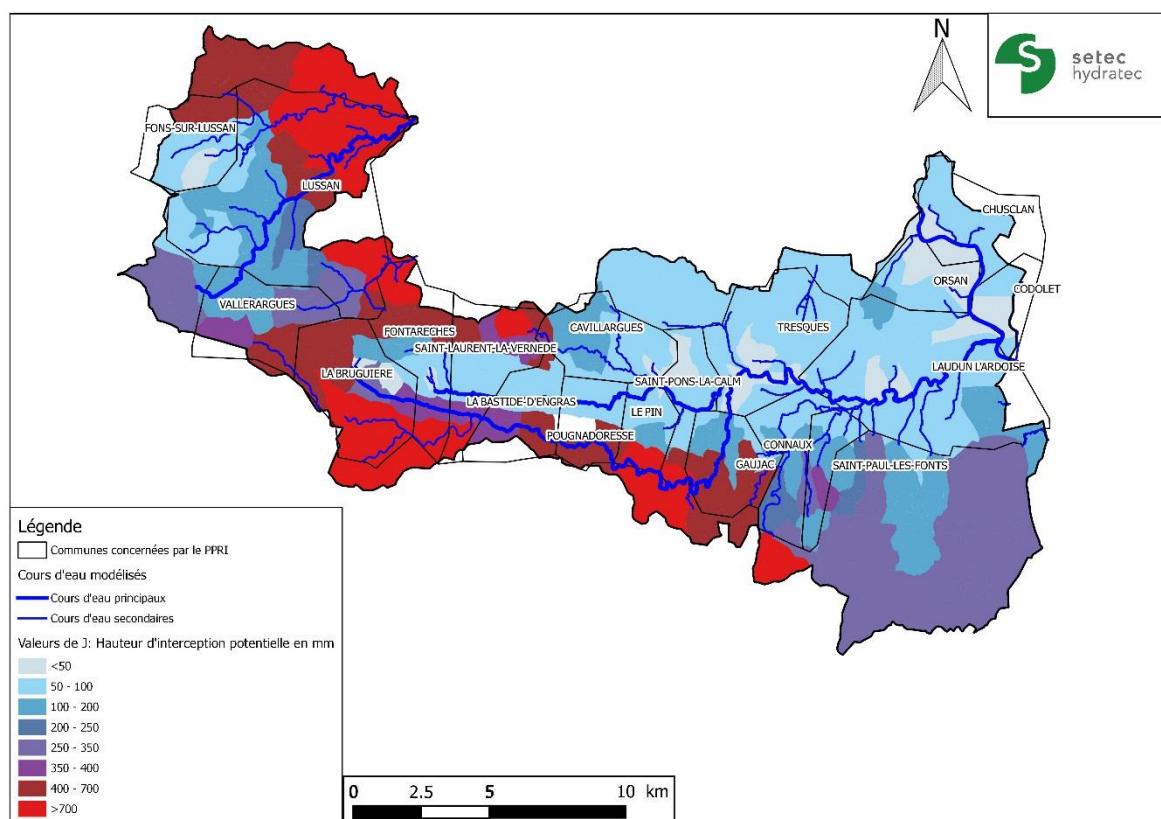 N
S
setec
hydratec
FONS-SUR-LUSSAN
LUSSAN
CHUSCLAN
ORSAN
CODOLET
VALLERARGUES
FONTARECHES
CAVILLARGUES
TRESQUES
SAINT-LAURENT-LA-VERNEDE
LA BRUGUIERE
SAINT-PONS-LA-CALM
LAUDUN L'ARDOISE
LA BASTIDE-D'ENGRAS
LE PIN
POUGNADORESSE
CONNAUX
GAUJAC
SAINT-PAUL-LES-FONTS
Légende
Communes concernées par le PPRI
Cours d'eau modélisés
Cours d'eau principaux
Cours d'eau secondaires
Valeurs de J: Hauteur d'interception potentielle en mm
<50
50 - 100
100 - 200
200 - 250
250 - 350
350 - 400
400 - 700
>700
0 2.5 5 10 km